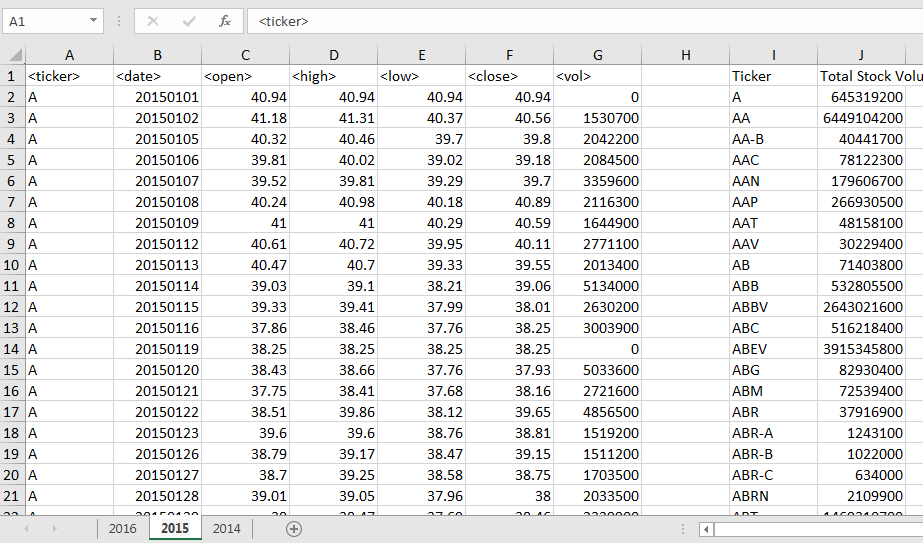 A1 fx <ticker>
A B C D E F G H I J
1 <ticker> <date> <open> <high> <low> <close> <vol> Ticker Total Stock Volu
2 A 20150101 40.94 40.94 40.94 40.94 0 A 645319200
3 A 20150102 41.18 41.31 40.37 40.56 1530700 AA 6449104200
4 A 20150105 40.32 40.46 39.7 39.8 2042200 AA-B 40441700
5 A 20150106 39.81 40.02 39.02 39.18 2084500 AAC 78122300
6 A 20150107 39.52 39.81 39.29 39.7 3359600 AAN 179606700
7 A 20150108 40.24 40.98 40.18 40.89 2116300 AAP 266930500
8 A 20150109 41 41 40.29 40.59 1644900 AAT 48158100
9 A 20150112 40.61 40.72 39.95 40.11 2771100 AAV 30229400
10 A 20150113 40.47 40.7 39.33 39.55 2013400 AB 71403800
11 A 20150114 39.03 39.1 38.21 39.06 5134000 ABB 532805500
12 A 20150115 39.33 39.41 37.99 38.01 2630200 ABBV 2643021600
13 A 20150116 37.86 38.46 37.76 38.25 3003900 ABC 516218400
14 A 20150119 38.25 38.25 38.25 38.25 0 ABEV 3915345800
15 A 20150120 38.43 38.66 37.76 37.93 5033600 ABG 82930400
16 A 20150121 37.75 38.41 37.68 38.16 2721600 ABM 72539400
17 A 20150122 38.51 39.86 38.12 39.65 4856500 ABR 37916900
18 A 20150123 39.6 39.6 38.76 38.81 1519200 ABR-A 1243100
19 A 20150126 38.79 39.17 38.47 39.15 1511200 ABR-B 1022000
20 A 20150127 38.7 39.25 38.58 38.75 1703500 ABR-C 634000
21 A 20150128 39.01 39.05 37.96 38 2033500 ABRN 2109900
2016 2015 2014